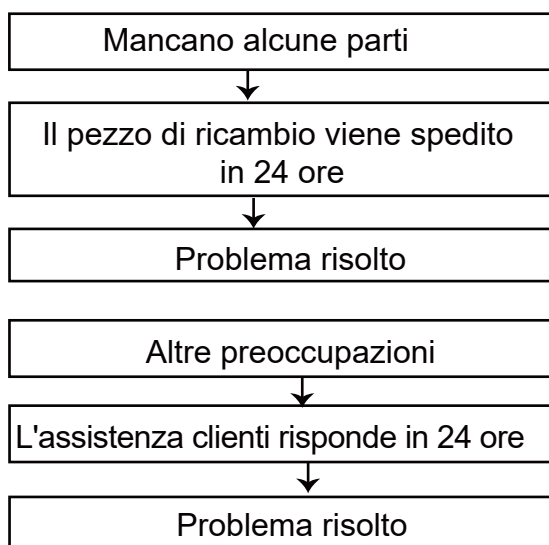 Mancano alcune parti
Il pezzo di ricambio viene spedito
in 24 ore
Problema risolto
Altre preoccupazioni
L'assistenza clienti risponde in 24 ore
Problema risolto